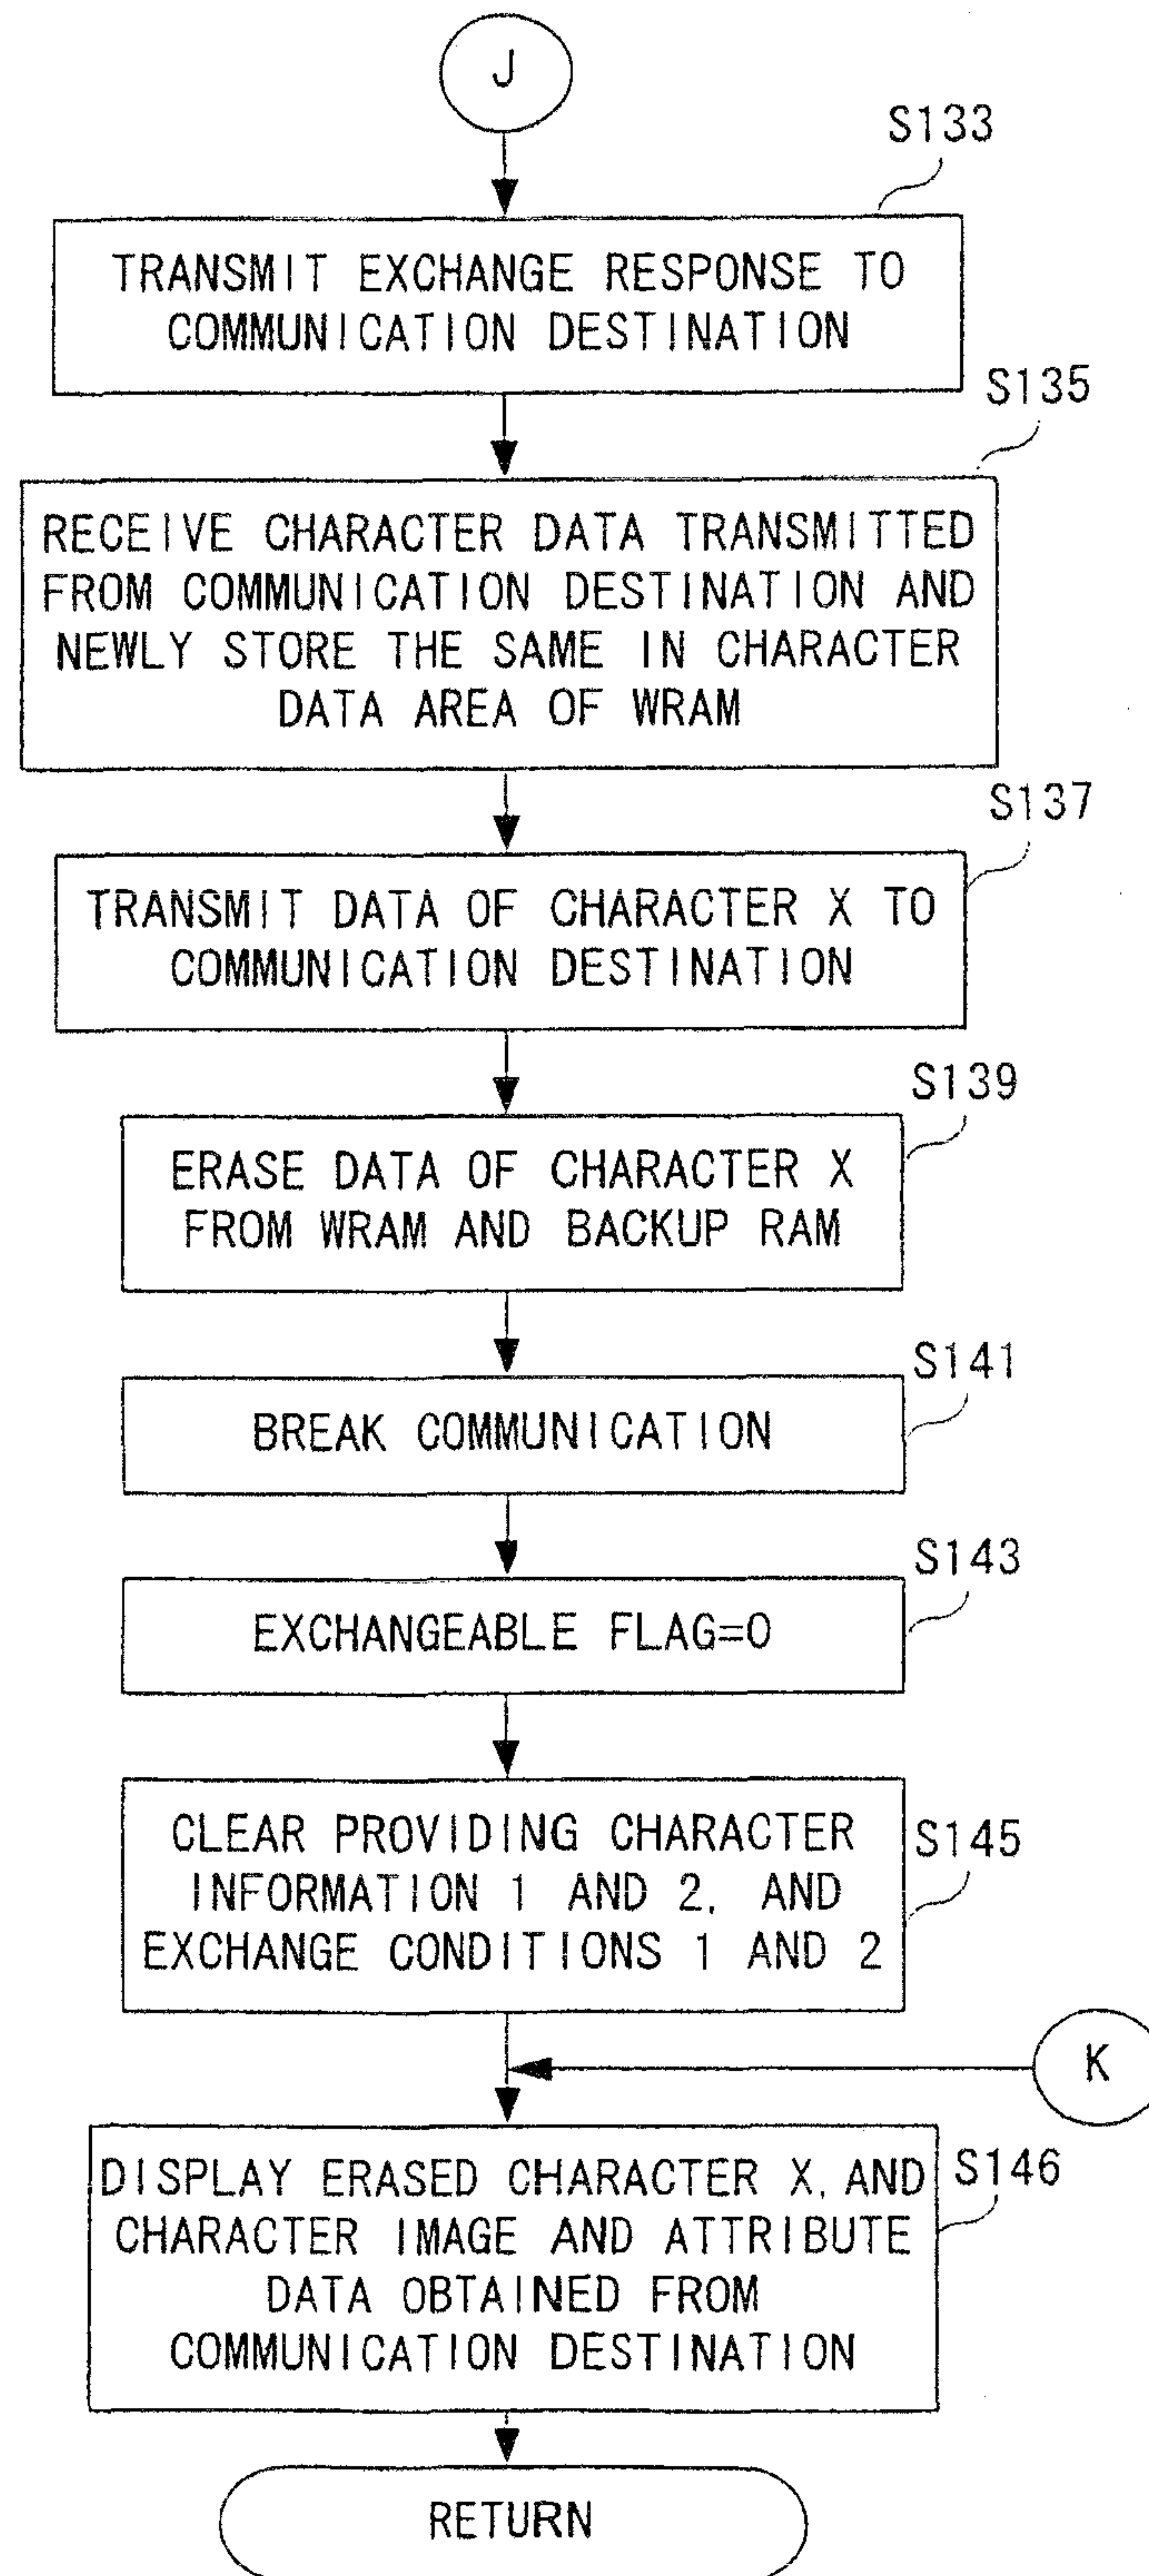 J
S133
TRANSMIT EXCHANGE RESPONSE TO
COMMUNICATION DESTINATION
S135
RECEIVE CHARACTER DATA TRANSMITTED
FROM COMMUNICATION DESTINATION AND
NEWLY STORE THE SAME IN CHARACTER
DATA AREA OF WRAM
S137
TRANSMIT DATA OF CHARACTER X TO
COMMUNICATION DESTINATION
S139
ERASE DATA OF CHARACTER X
FROM WRAM AND BACKUP RAM
S141
BREAK COMMUNICATION
S143
EXCHANGEABLE FLAG=0
S145
CLEAR PROVIDING CHARACTER
INFORMATION 1 AND 2, AND
EXCHANGE CONDITIONS 1 AND 2
K
S146
DISPLAY ERASED CHARACTER X, AND
CHARACTER IMAGE AND ATTRIBUTE
DATA OBTAINED FROM
COMMUNICATION DESTINATION
RETURN